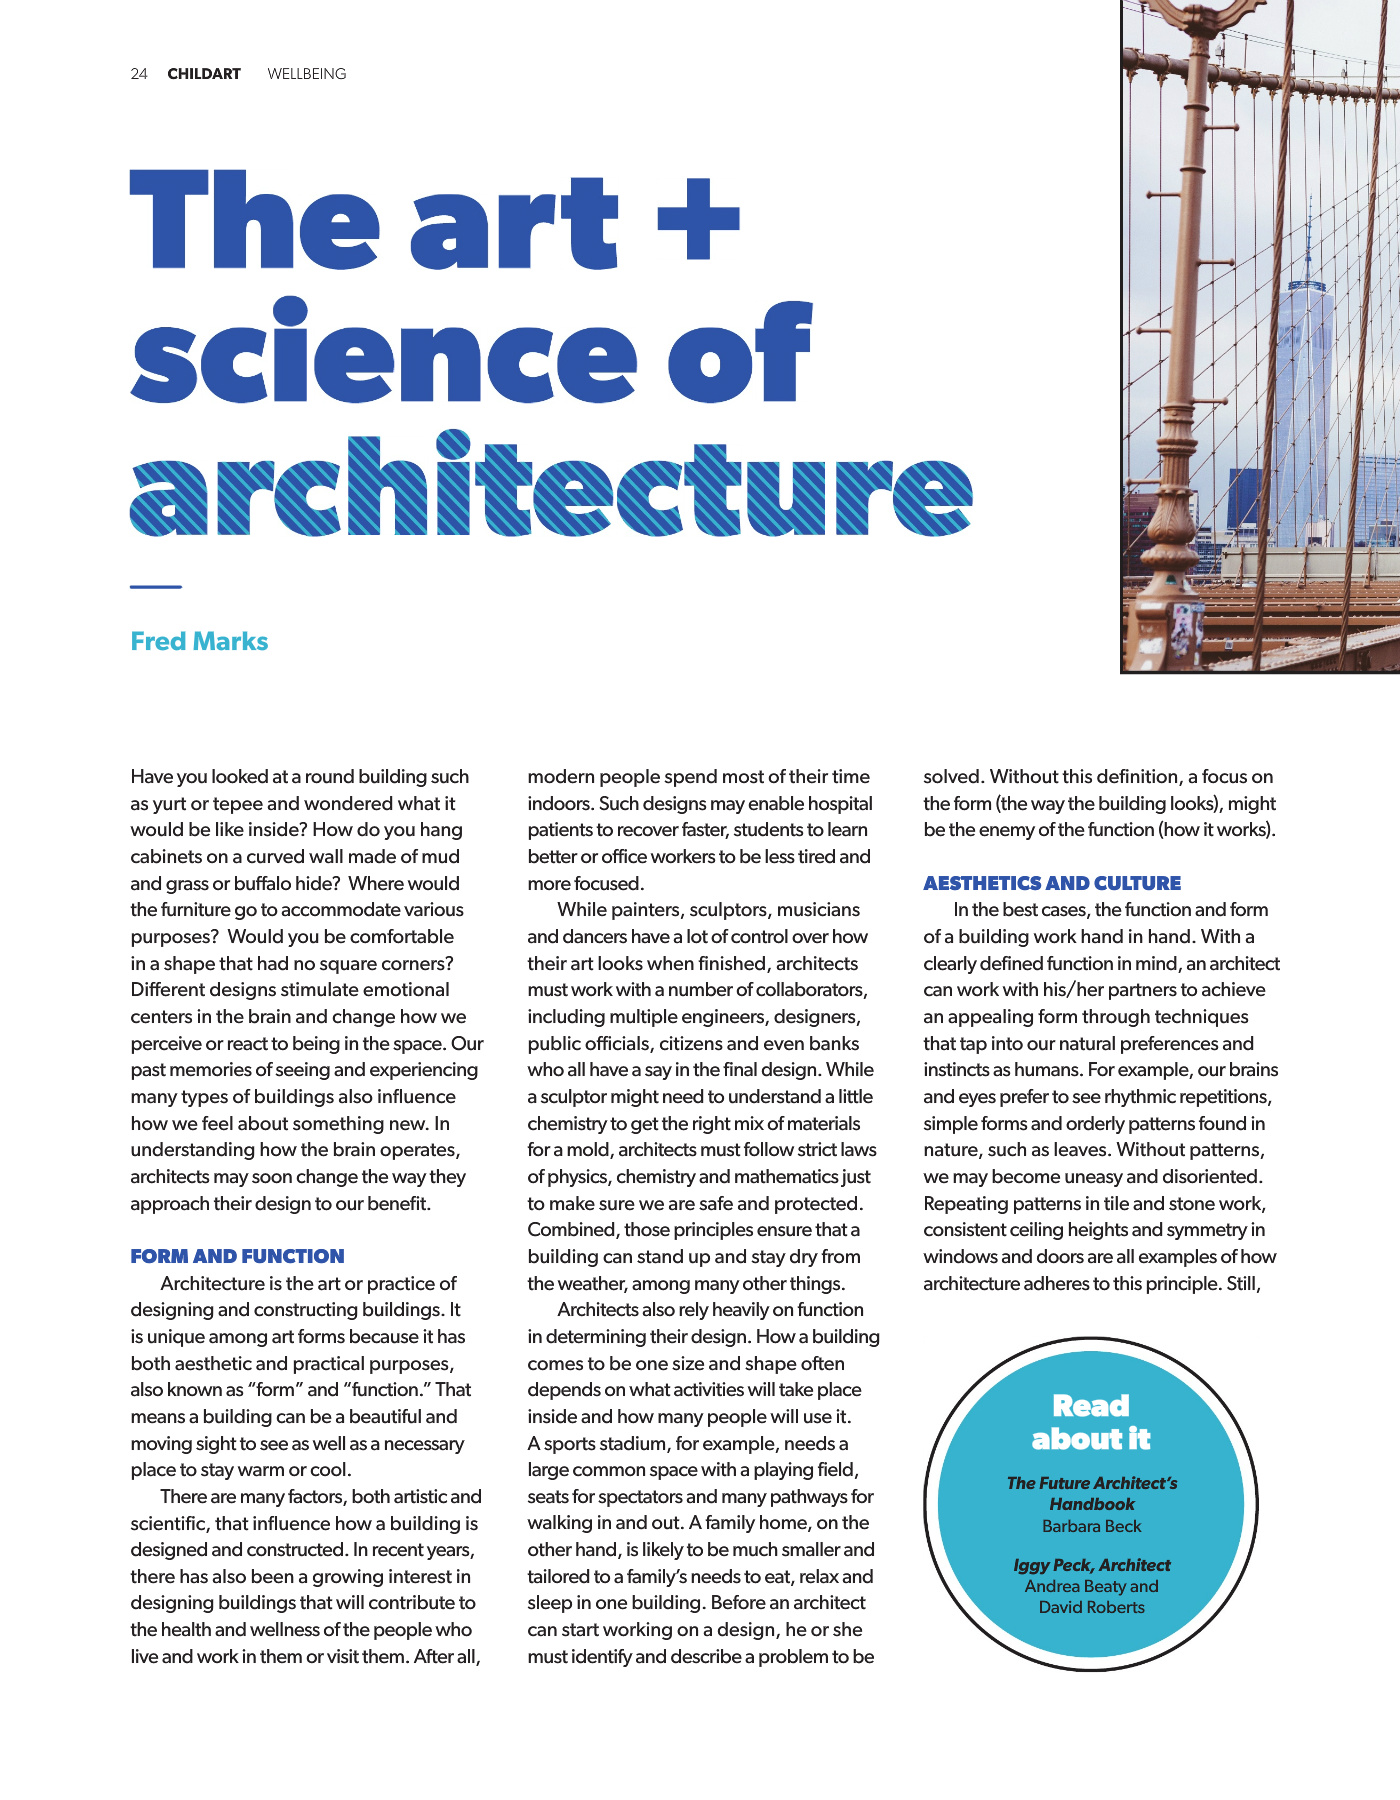 24 CHILDART WELLBEING
The art +
science of
architecture
Fred Marks
Have you looked at a round building such
as yurt or tepee and wondered what it
would be like inside? How do you hang
cabinets on a curved wall made of mud
and grass or buffalo hide?  Where would
the furniture go to accommodate various
purposes?  Would you be comfortable
in a shape that had no square corners?
Different designs stimulate emotional
centers in the brain and change how we
perceive or react to being in the space. Our
past memories of seeing and experiencing
many types of buildings also influence
how we feel about something new. In
understanding how the brain operates,
architects may soon change the way they
approach their design to our benefit.
FORM AND FUNCTION
Architecture is the art or practice of
designing and constructing buildings. It
is unique among art forms because it has
both aesthetic and practical purposes,
also known as “form” and “function.” That
means a building can be a beautiful and
moving sight to see as well as a necessary
place to stay warm or cool.
There are many factors, both artistic and
scientific, that influence how a building is
designed and constructed. In recent years,
there has also been a growing interest in
designing buildings that will contribute to
the health and wellness of the people who
live and work in them or visit them. After all,
modern people spend most of their time
indoors. Such designs may enable hospital
patients to recover faster, students to learn
better or office workers to be less tired and
more focused.
While painters, sculptors, musicians
and dancers have a lot of control over how
their art looks when finished, architects
must work with a number of collaborators,
including multiple engineers, designers,
public officials, citizens and even banks
who all have a say in the final design. While
a sculptor might need to understand a little
chemistry to get the right mix of materials
for a mold, architects must follow strict laws
of physics, chemistry and mathematics just
to make sure we are safe and protected.
Combined, those principles ensure that a
building can stand up and stay dry from
the weather, among many other things.
Architects also rely heavily on function
in determining their design. How a building
comes to be one size and shape often
depends on what activities will take place
inside and how many people will use it.
A sports stadium, for example, needs a
large common space with a playing field,
seats for spectators and many pathways for
walking in and out. A family home, on the
other hand, is likely to be much smaller and
tailored to a family’s needs to eat, relax and
sleep in one building. Before an architect
can start working on a design, he or she
must identify and describe a problem to be
solved. Without this definition, a focus on
the form (the way the building looks), might
be the enemy of the function (how it works).
AESTHETICS AND CULTURE
In the best cases, the function and form
of a building work hand in hand. With a
clearly defined function in mind, an architect
can work with his/her partners to achieve
an appealing form through techniques
that tap into our natural preferences and
instincts as humans. For example, our brains
and eyes prefer to see rhythmic repetitions,
simple forms and orderly patterns found in
nature, such as leaves. Without patterns,
we may become uneasy and disoriented.
Repeating patterns in tile and stone work,
consistent ceiling heights and symmetry in
windows and doors are all examples of how
architecture adheres to this principle. Still,
Read
about it
The Future Architect’s
Handbook
Barbara Beck
Iggy Peck, Architect
Andrea Beaty and
David Roberts